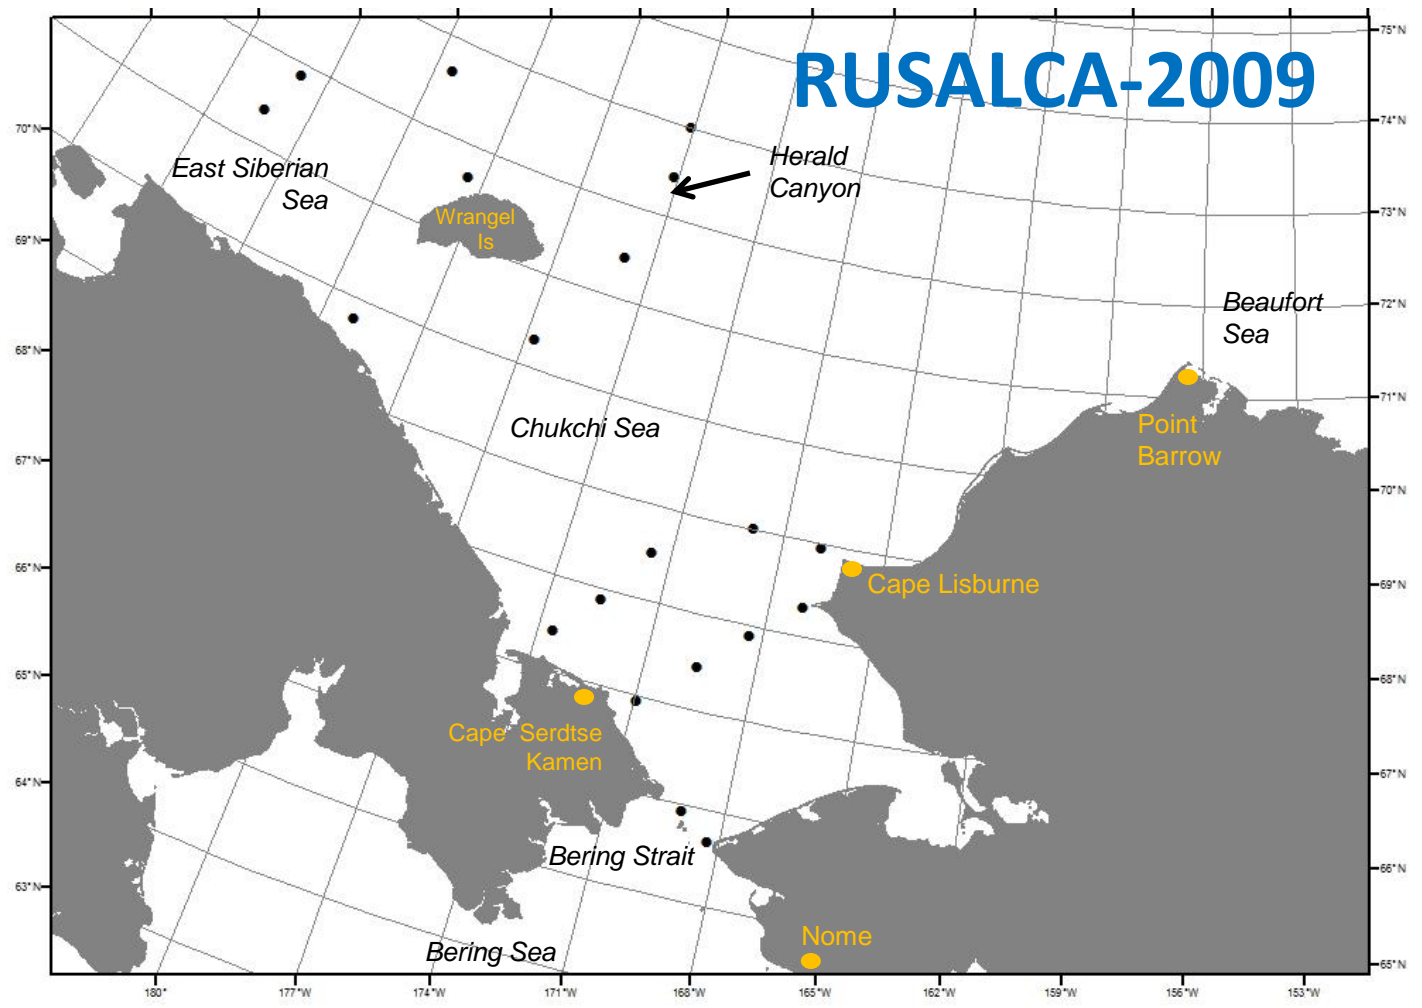 RUSALCA-2009
75°N
74°N
73°N
72°N
71°N
70°N
69°N
68°N
67°N
66°N
65°N
70°N
69°N
68°N
67°N
66°N
65°N
64°N
63°N
East Siberian
Sea
Wrangel
Is
Herald
Canyon
Beaufort
Sea
Chukchi Sea
Point
Barrow
Cape Lisburne
Cape Serdtse
Kamen
Bering Strait
Bering Sea
Nome
180°
177°W
174°W
171°W
168°W
165°W
162°W
159°W
156°W
153°W